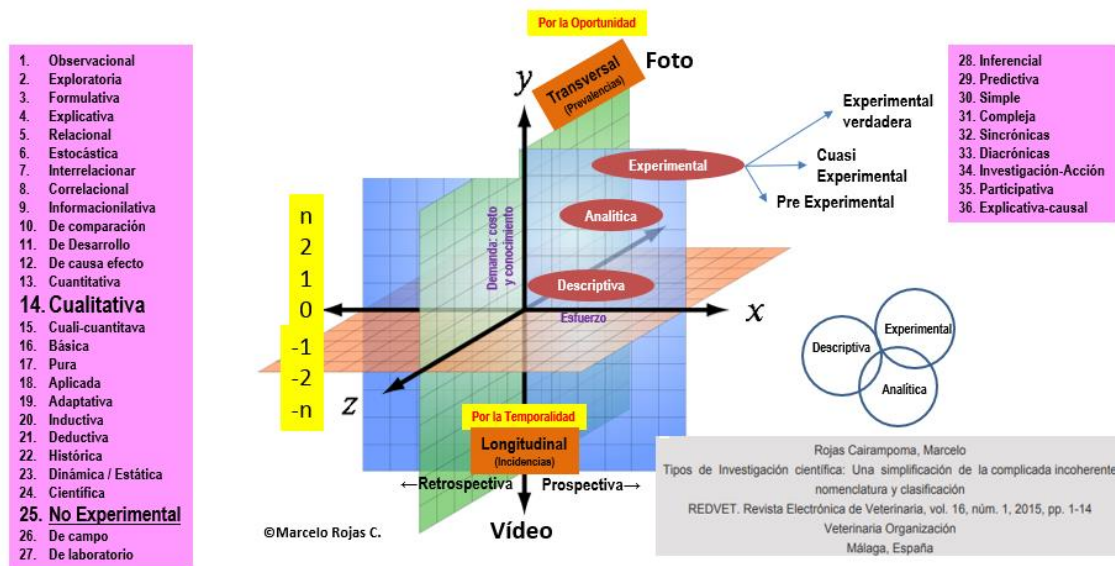 Por la Oportunidad
1. Observacional
2. Exploratoria
3. Formulativa
4. Explicativa
5. Relacional
6. Estocástica
7. Interrelacionar
8. Correlacional
9. Informacionilativa
10. De comparación
11. De Desarrollo
12. De causa efecto
13. Cuantitativa
14. Cualitativa
15. Cuali-cuantitava
16. Básica
17. Pura
18. Aplicada
19. Adaptativa
20. Inductiva
21. Deductiva
22. Histórica
23. Dinámica / Estática
24. Científica
25. No Experimental
26. De campo
27. De laboratorio
n
2
1
0
-1
-2
-n
y
Transversal
(Prevalencias)
Foto
Experimental
Analítica
Descriptiva
Demanda: costo
y conocimiento
Esfuerzo
x
z
Experimental
verdadera
Cuasi
Experimental
Pre Experimental
28. Inferencial
29. Predictiva
30. Simple
31. Compleja
32. Sincrónicas
33. Diacrónicas
34. Investigación-Acción
35. Participativa
36. Explicativa-causal
Descriptiva
Experimental
Analítica
Por la Temporalidad
Longitudinal
(Incidencias)
←Retrospectiva
Prospectiva→
Vídeo
©Marcelo Rojas C.
Rojas Cairampoma, Marcelo
Tipos de Investigación científica: Una simplificación de la complicada incoherente
nomenclatura y clasificación
REDVET. Revista Electrónica de Veterinaria, vol. 16, núm. 1, 2015, pp. 1-14
Veterinaria Organización
Málaga, España